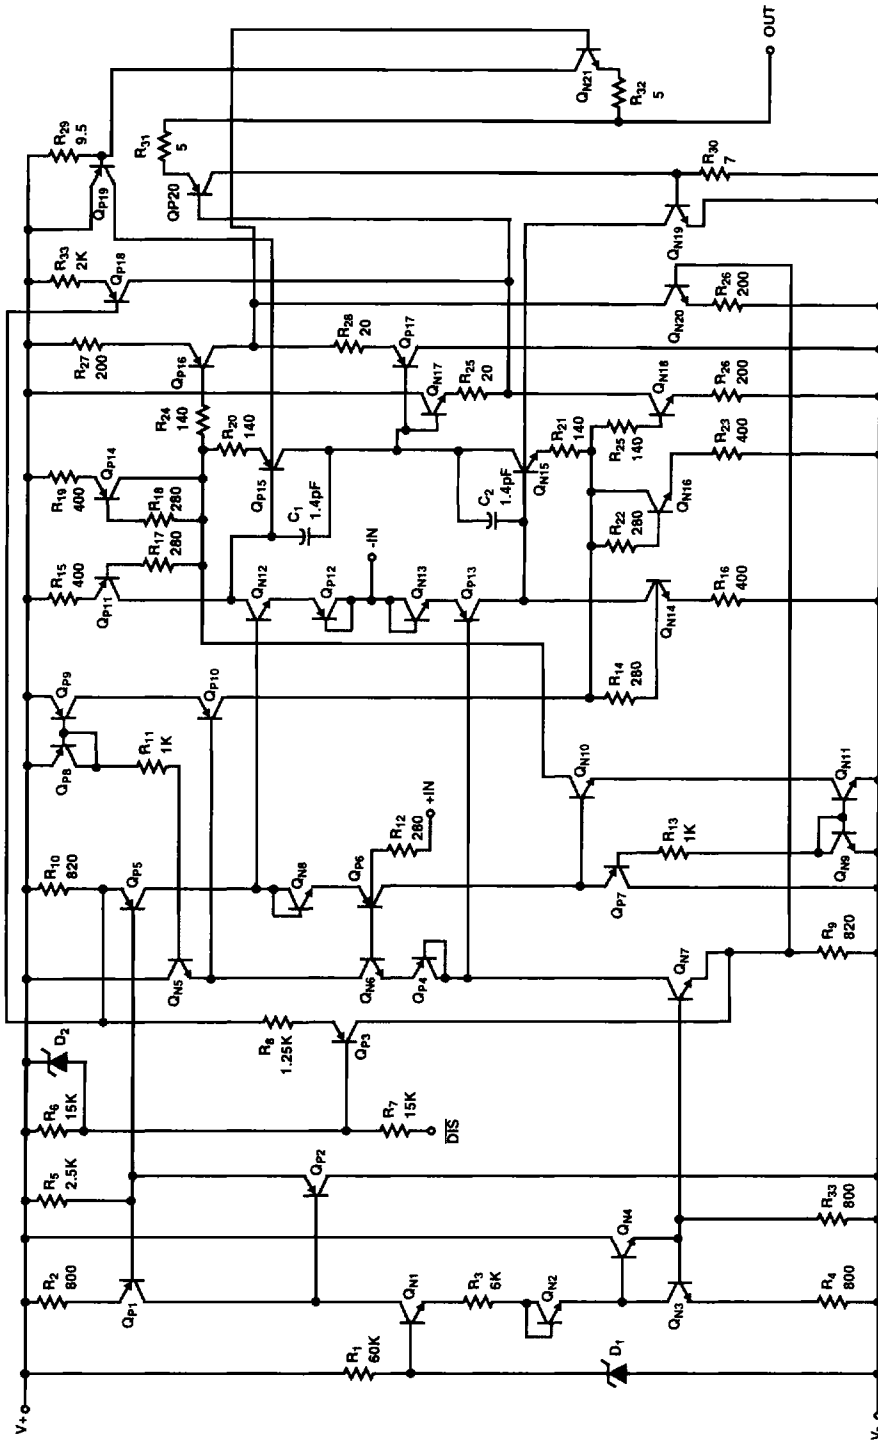 V+
R2
800
R5
2.5K
R6
15K
D2
R10
820
QP8
QP9
R15
400
R19
400
R27
200
R33
2K
R29
9.5
QP1
QP5
R11
1K
QP11
QP14
QP18
QP19
R17
280
R18
280
R24
140
QP16
R31
5
QN5
QP10
R20
140
QP20
R8
1.25K
QN8
QN12
QP15
R28
20
QP2
QP3
QP6
QP12
C1
1.4pF
QP17
R1
60K
QN1
QN6
R12
280
+IN
-IN
QN17
R25
20
R7
15K
DIS
QP4
QN13
R3
6K
QN2
QP13
C2
1.4pF
QN15
R21
140
QN21
R32
5
D1
QN4
QN10
R14
280
R22
280
R25
140
QN18
QN3
QN7
QP7
R13
1K
QN14
QN16
QN20
QN19
R30
7
OUT
R4
800
R33
800
R9
820
QN9
QN11
R16
400
R23
400
R26
200
R26
200
V-